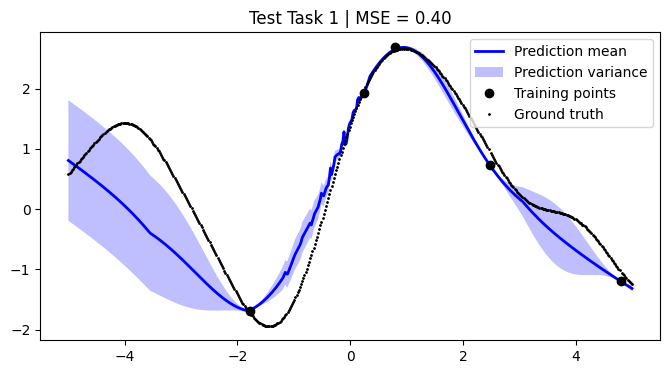 Test Task 1 | MSE = 0.40
Prediction mean
Prediction variance
Training points
Ground truth
2
1
0
−1
−2
−4
−2
0
2
4